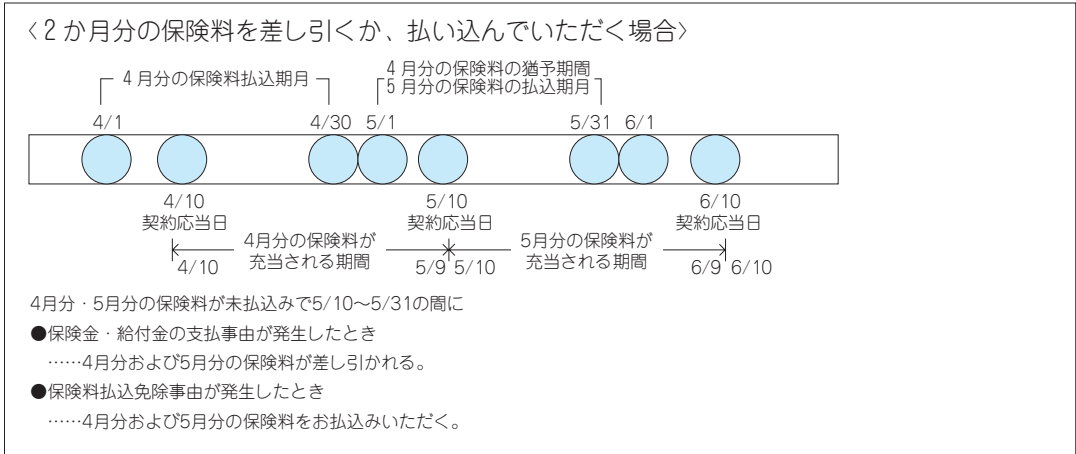 〈2か月分の保険料を差し引くか、払い込んでいただく場合〉
4月分の保険料払込期月
4月分の保険料の猶予期間
5月分の保険料の払込期月
4/1
4/30
5/1
5/31
6/1
4/10
契約応当日
5/10
契約応当日
6/10
契約応当日
4月分の保険料が
充当される期間
5月分の保険料が
充当される期間
4/10
5/9
5/10
6/9
6/10
4月分・5月分の保険料が未払込みで5/10～5/31の間に
●保険金・給付金の支払事由が発生したとき
……4月分および5月分の保険料が差し引かれる。
●保険料払込免除事由が発生したとき
……4月分および5月分の保険料をお払込みいただく。